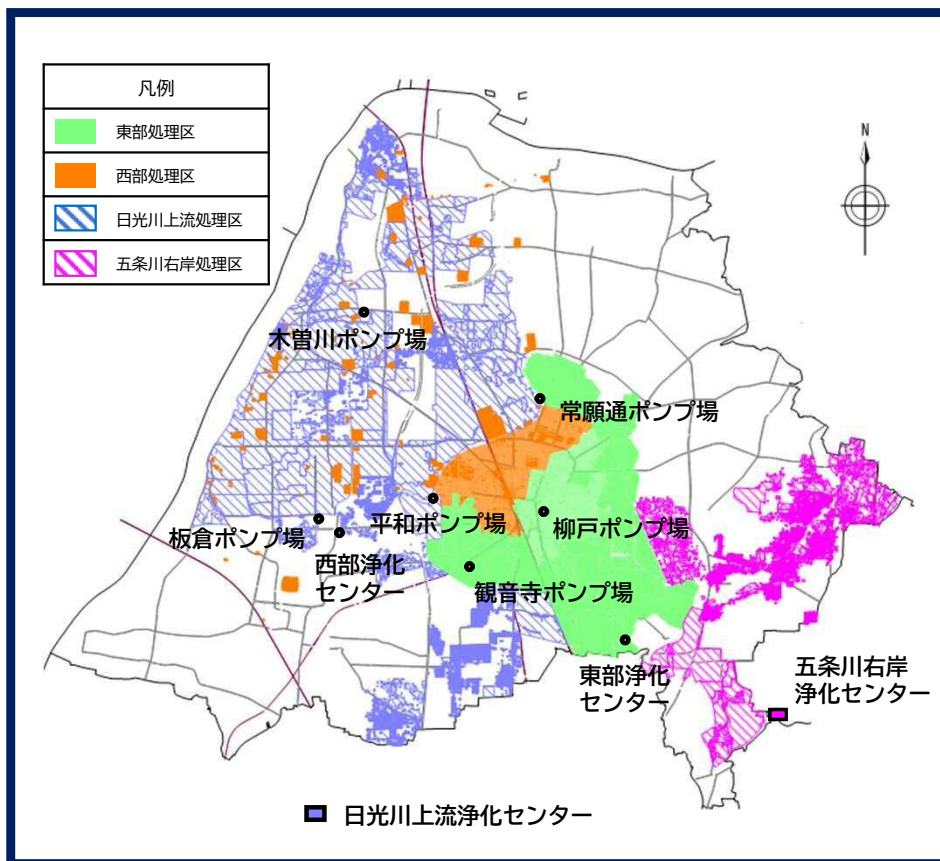 凡例
東部処理区
西部処理区
日光川上流処理区
五条川右岸処理区
N
木曽川ポンプ場
常願通ポンプ場
平和ポンプ場
柳戸ポンプ場
板倉ポンプ場
西部浄化
センター
観音寺ポンプ場
東部浄化
センター
五条川右岸
浄化センター
日光川上流浄化センター